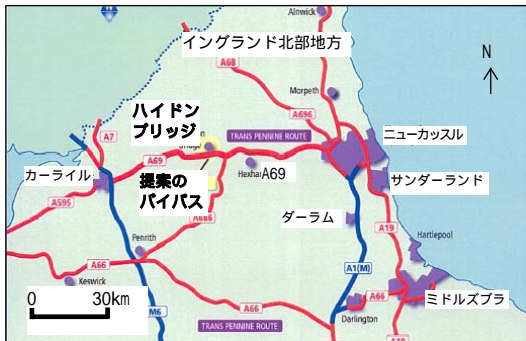 Alnwick
イングランド北部地方
A68
N
Morpeth
ハイドン
ブリッジ
A696
A7
TRANS PENNINE ROUTE
ニューカッスル
A69
カーライル
Hexha
A69
サンダーランド
提案の
バイパス
A686
A595
ダーラム
A19
Penrith
Hartlepool
A66
A1(M)
Keswick
0 30km
M6
A66
A66
ミドルズブラ
TRANS PENNINE ROUTE
Darlington
A19